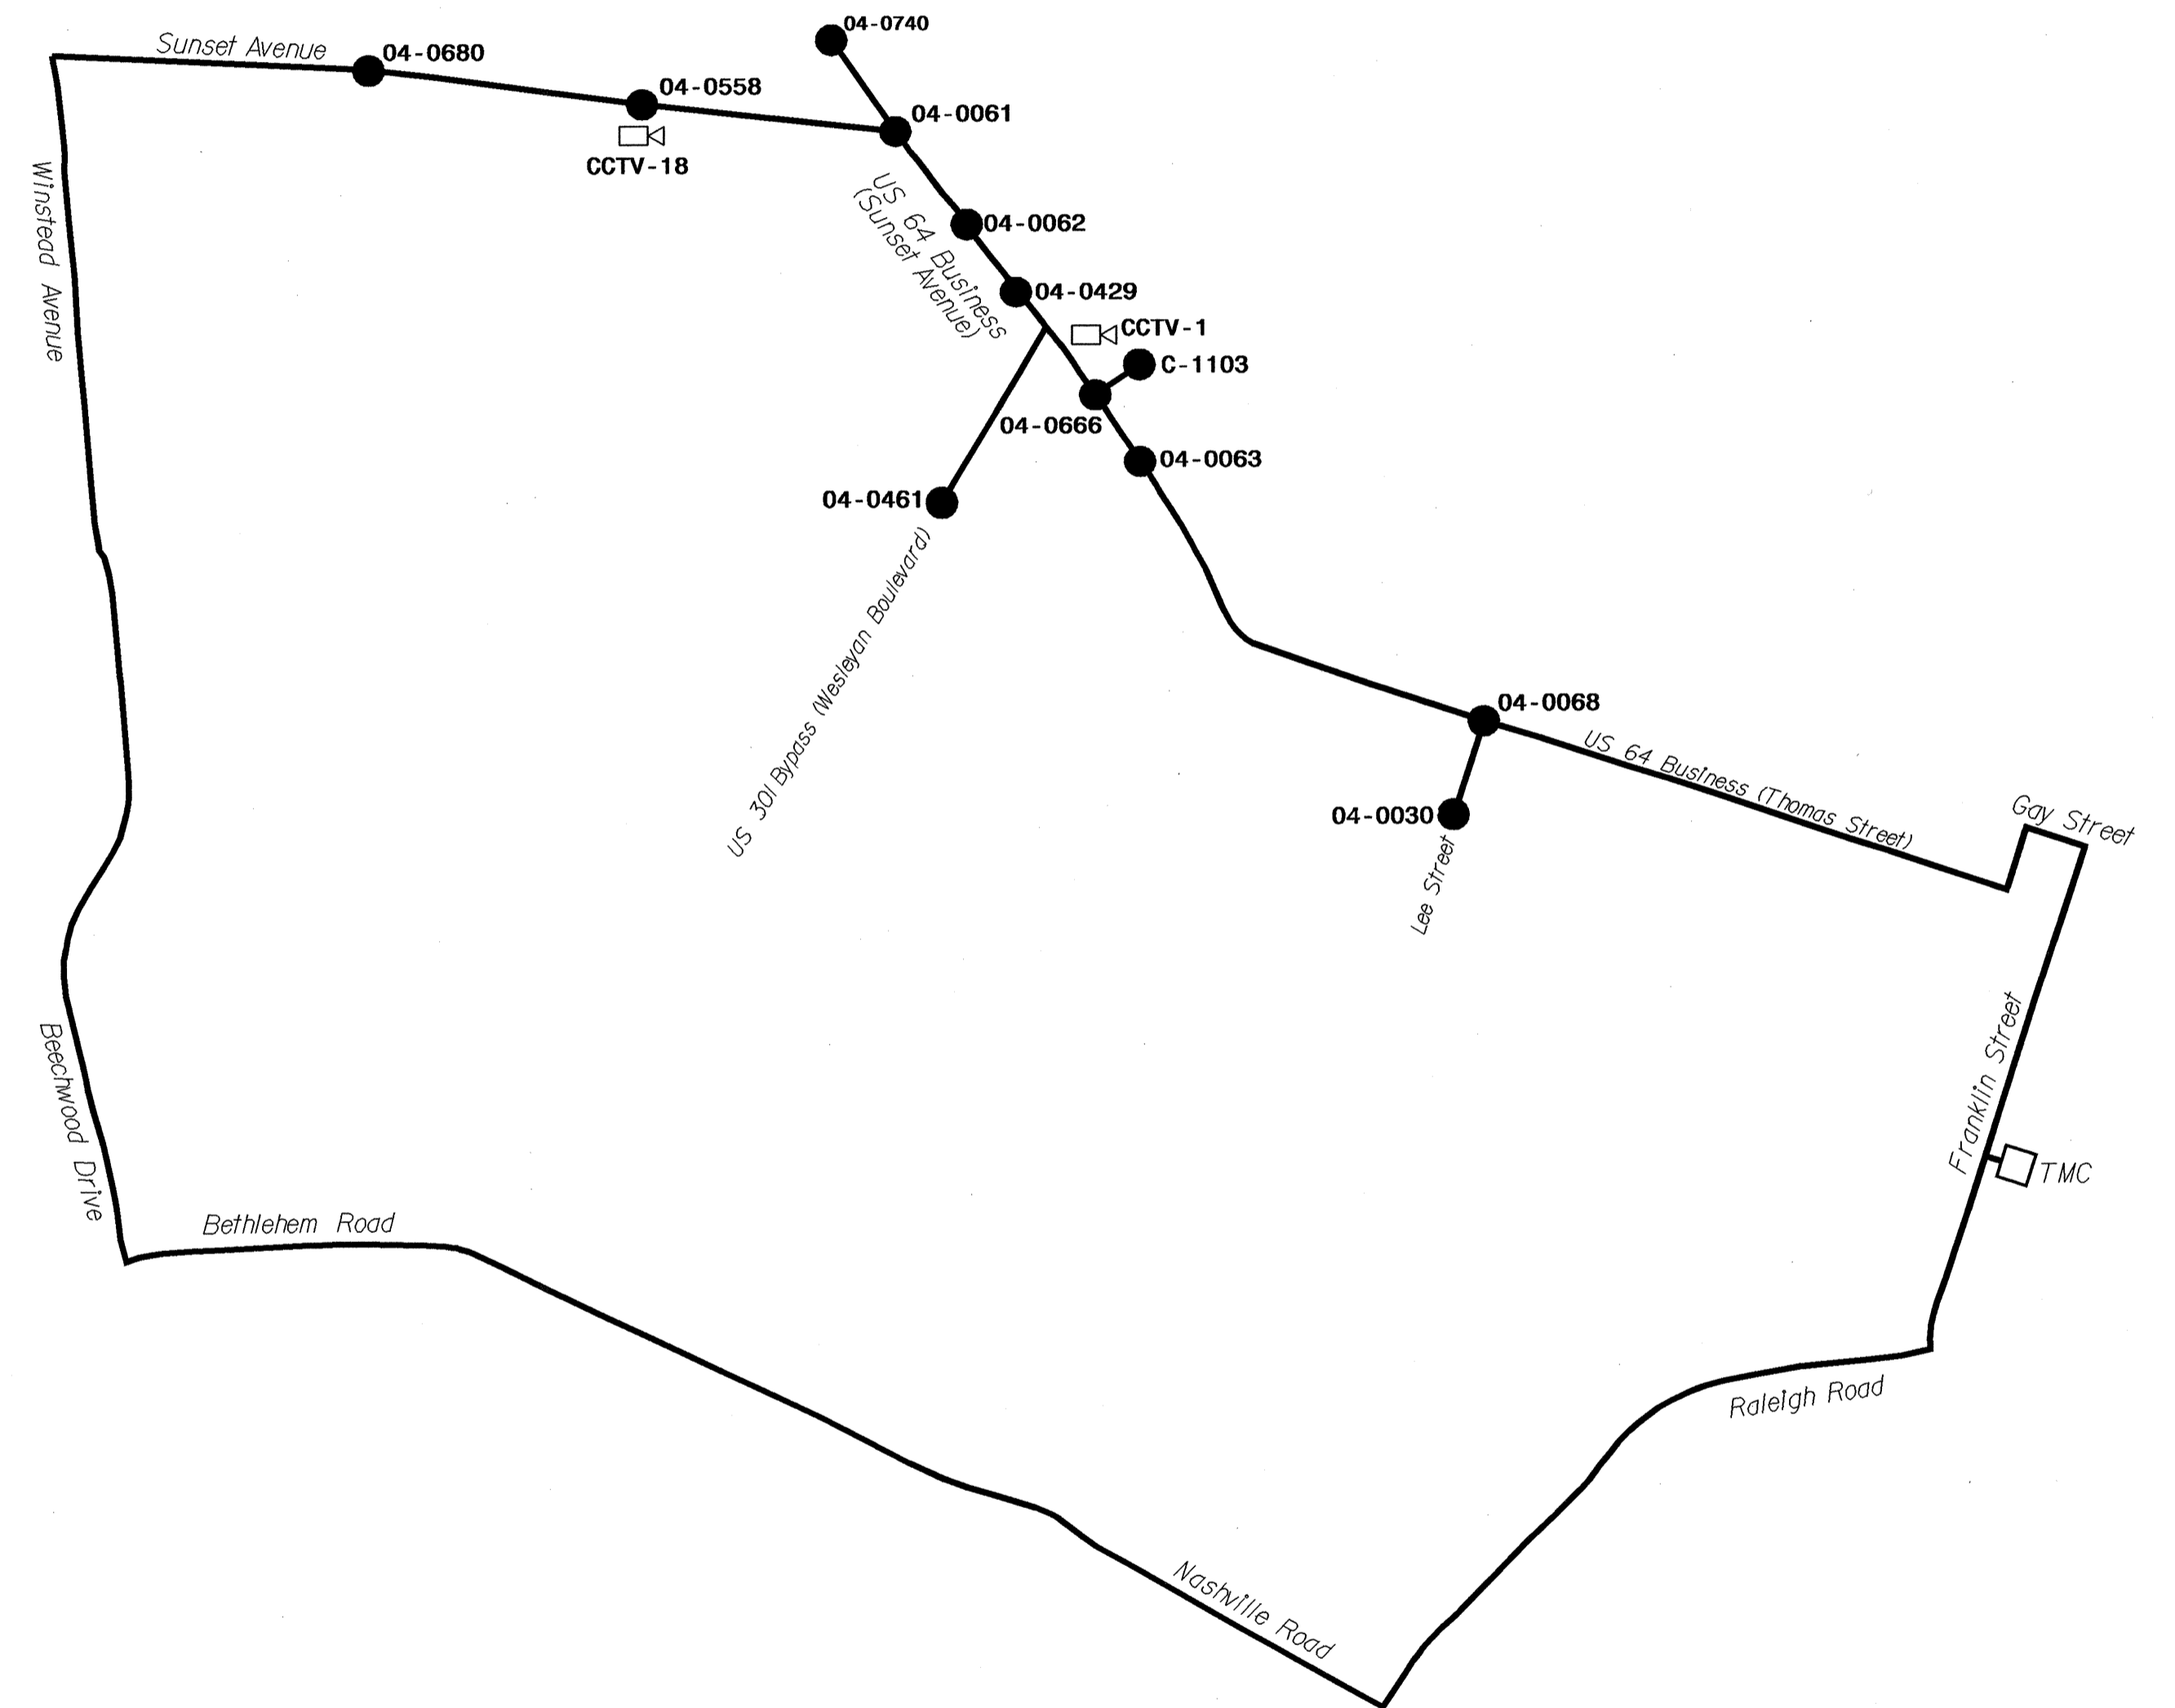 04-0740
Sunset Avenue
04-0680
04-0558
04-0061
CCTV-18
Winstead Avenue
US 64 Business
(Sunset Avenue)
04-0062
04-0429
CCTV-1
C-1103
04-0666
04-0063
04-0461
US 301 Bypass (Wesleyan Boulevard)
04-0068
US 64 Business (Thomas Street)
Gay Street
04-0030
Lee Street
Franklin Street
Beechwood Drive
TMC
Bethlehem Road
Raleigh Road
Nashville Road